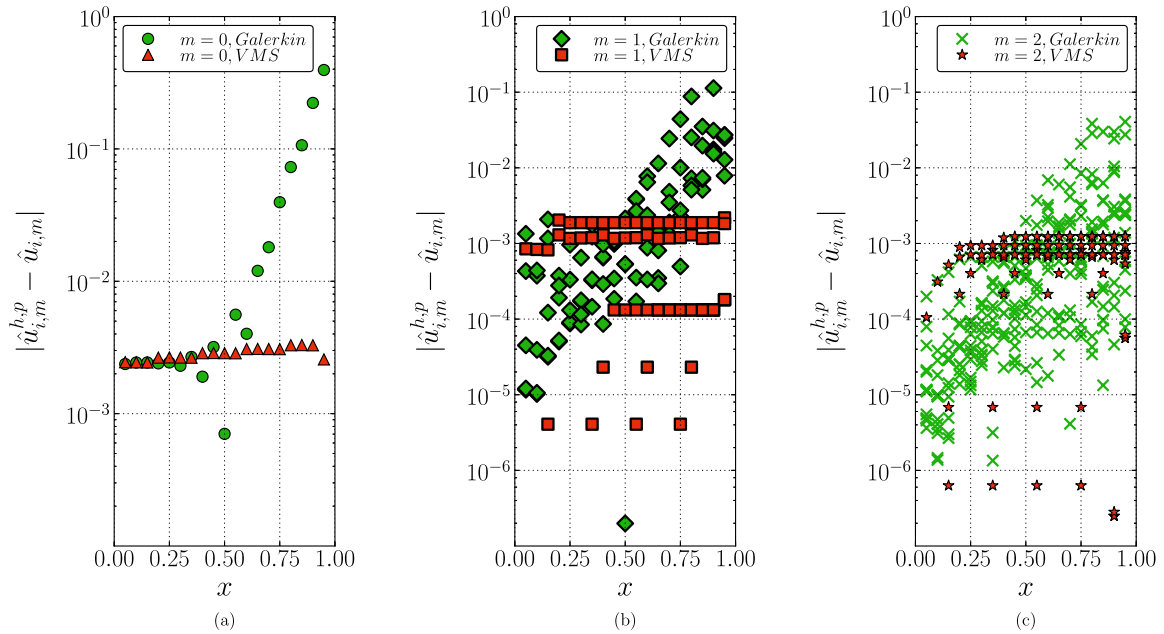 |û^{h,p}_{i,m} − û_{i,m}|
10^0
10^{-1}
10^{-2}
10^{-3}
m = 0, Galerkin
m = 0, VMS
0.00 0.25 0.50 0.75 1.00
x
(a)
|û^{h,p}_{i,m} − û_{i,m}|
10^0
10^{-1}
10^{-2}
10^{-3}
10^{-4}
10^{-5}
10^{-6}
m = 1, Galerkin
m = 1, VMS
0.00 0.25 0.50 0.75 1.00
x
(b)
|û^{h,p}_{i,m} − û_{i,m}|
10^0
10^{-1}
10^{-2}
10^{-3}
10^{-4}
10^{-5}
10^{-6}
m = 2, Galerkin
m = 2, VMS
0.00 0.25 0.50 0.75 1.00
x
(c)